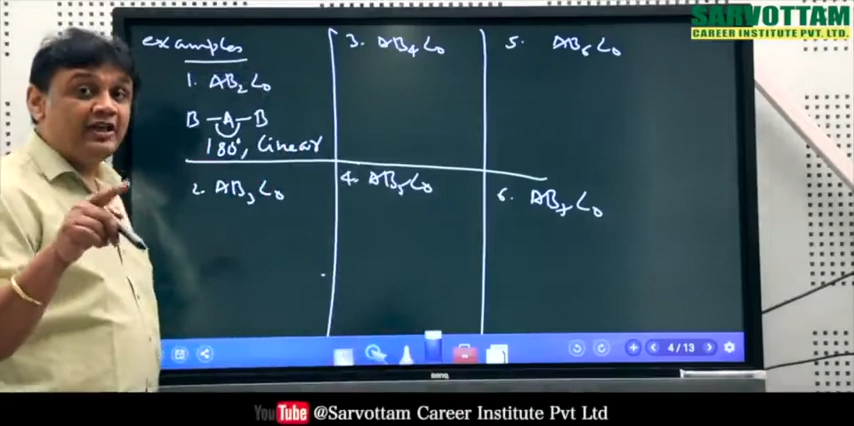 SARVOTTAM
CAREER INSTITUTE PVT. LTD.
examples
1. AB₂L₀
B-A-B
180°, Linear
2. AB₃L₀
3. AB₄L₀
4. AB₅L₀
5. AB₆L₀
6. AB₇L₀
4/13
BenQ
YouTube @Sarvottam Career Institute Pvt Ltd